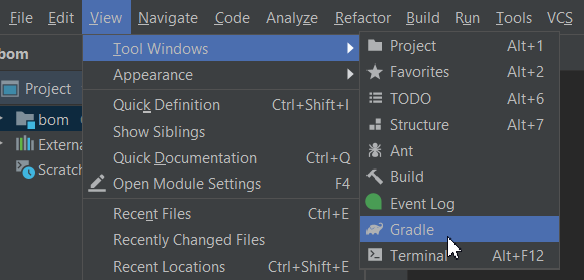 File Edit View Navigate Code Analyze Refactor Build Run Tools VCS
bom
Project
bom
Externa
Scratch
Tool Windows
Appearance
Quick Definition Ctrl+Shift+I
Show Siblings
Quick Documentation Ctrl+Q
Open Module Settings F4
Recent Files Ctrl+E
Recently Changed Files
Recent Locations Ctrl+Shift+E
Project Alt+1
Favorites Alt+2
TODO Alt+6
Structure Alt+7
Ant
Build
Event Log
Gradle
Terminal Alt+F12